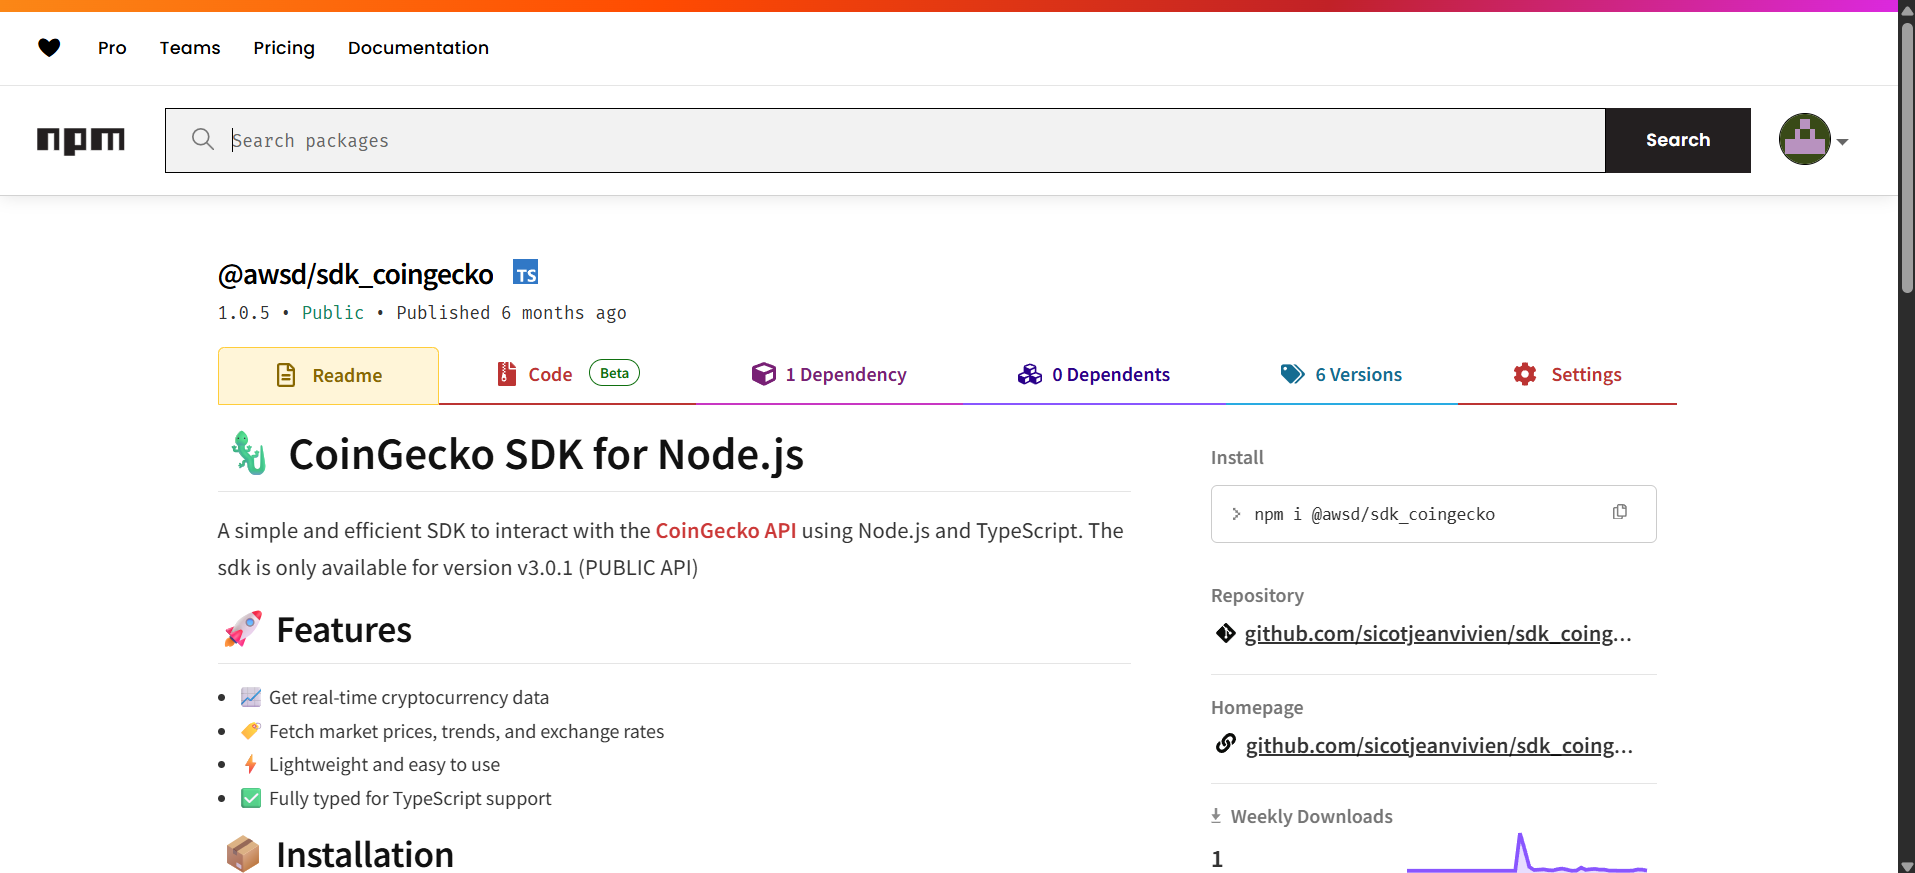 Pro Teams Pricing Documentation
npm Search packages Search
@awsd/sdk_coingecko TS
1.0.5 • Public • Published 6 months ago
Readme Code Beta 1 Dependency 0 Dependents 6 Versions Settings
CoinGecko SDK for Node.js
A simple and efficient SDK to interact with the CoinGecko API using Node.js and TypeScript. The
sdk is only available for version v3.0.1 (PUBLIC API)
Features
• Get real-time cryptocurrency data
• Fetch market prices, trends, and exchange rates
• Lightweight and easy to use
• Fully typed for TypeScript support
Installation
Install
> npm i @awsd/sdk_coingecko
Repository
github.com/sicotjeanvivien/sdk_coing...
Homepage
github.com/sicotjeanvivien/sdk_coing...
Weekly Downloads
1